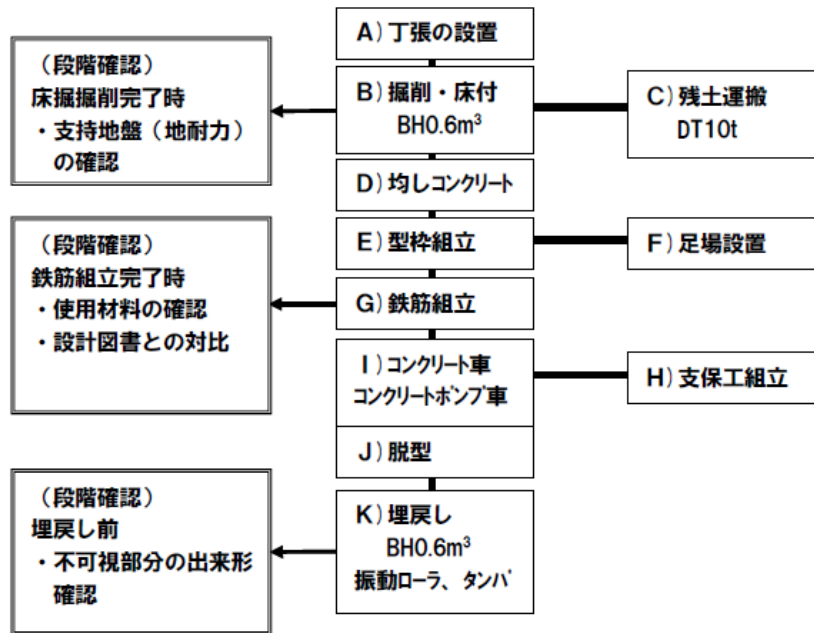 A）丁張の設置
（段階確認）
床掘掘削完了時
・支持地盤（地耐力）
の確認
B）掘削・床付
BH0.6m³
C）残土運搬
DT10t
D）均しコンクリート
（段階確認）
鉄筋組立完了時
・使用材料の確認
・設計図書との対比
E）型枠組立
F）足場設置
G）鉄筋組立
I）コンクリート車
コンクリートポンプ車
H）支保工組立
J）脱型
（段階確認）
埋戻し前
・不可視部分の出来形
確認
K）埋戻し
BH0.6m³
振動ローラ、タンパ